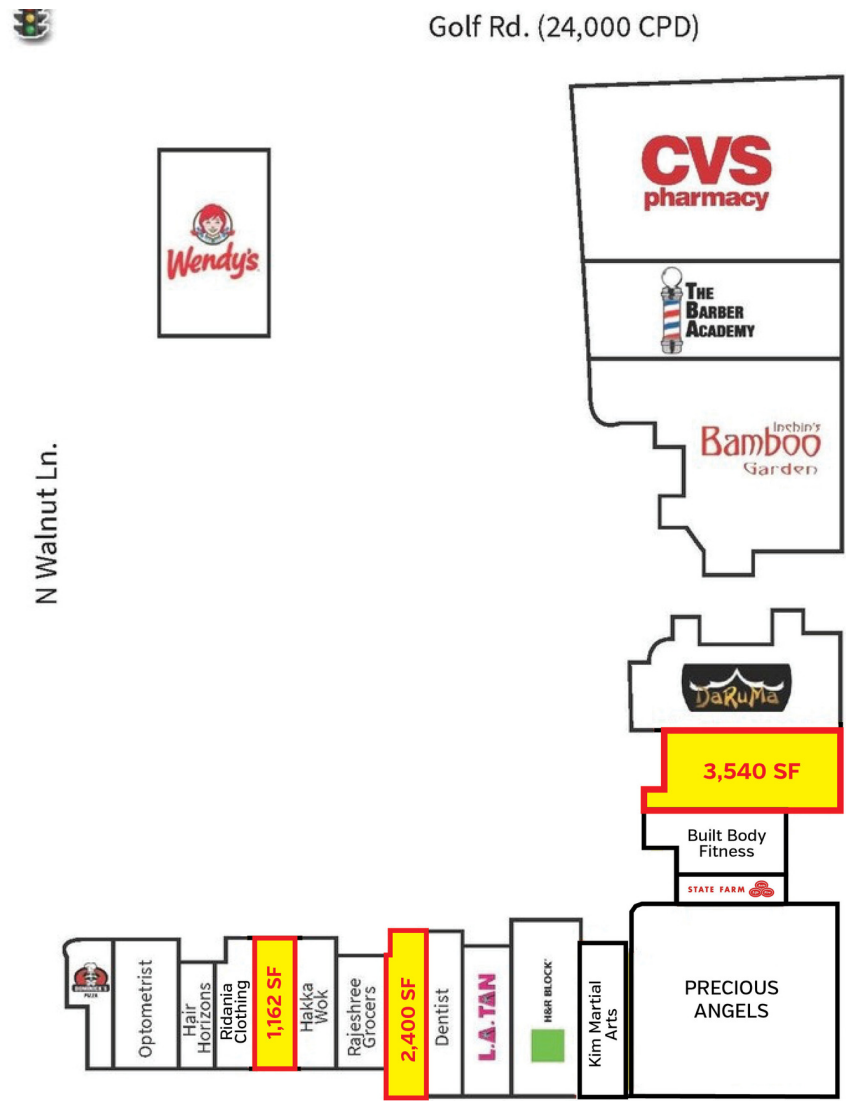 Golf Rd. (24,000 CPD)
CVS
pharmacy
Wendy's
THE
BARBER
ACADEMY
Inchin's
Bamboo
Garden
N Walnut Ln.
DaRuMa
3,540 SF
Built Body
Fitness
STATE FARM
PRECIOUS
ANGELS
DOMINICK'S
PIZZA
Optometrist
Hair
Horizons
Ridania
Clothing
1,162 SF
Hakka
Wok
Rajeshree
Grocers
2,400 SF
Dentist
L.A. TAN
H&R BLOCK
Kim Martial
Arts